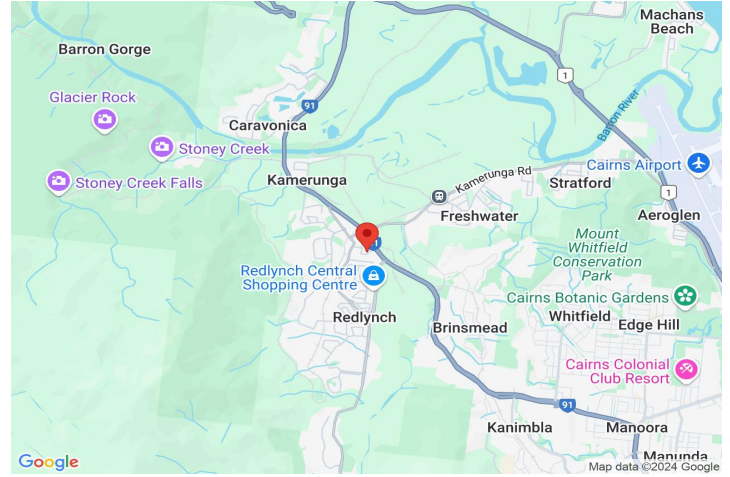 Machans
Beach
Barron Gorge
1
Glacier Rock
91
Barron River
Caravonica
Stoney Creek
Cairns Airport
Kamerunga Rd
Stoney Creek Falls
Kamerunga
Stratford
1
Freshwater
Aeroglen
Mount
Whitfield
Conservation
Park
Redlynch Central
Shopping Centre
Cairns Botanic Gardens
Redlynch
Brinsmead
Whitfield
Edge Hill
Cairns Colonial
Club Resort
91
Kanimbla
Manoora
Manunda
Google
Map data ©2024 Google